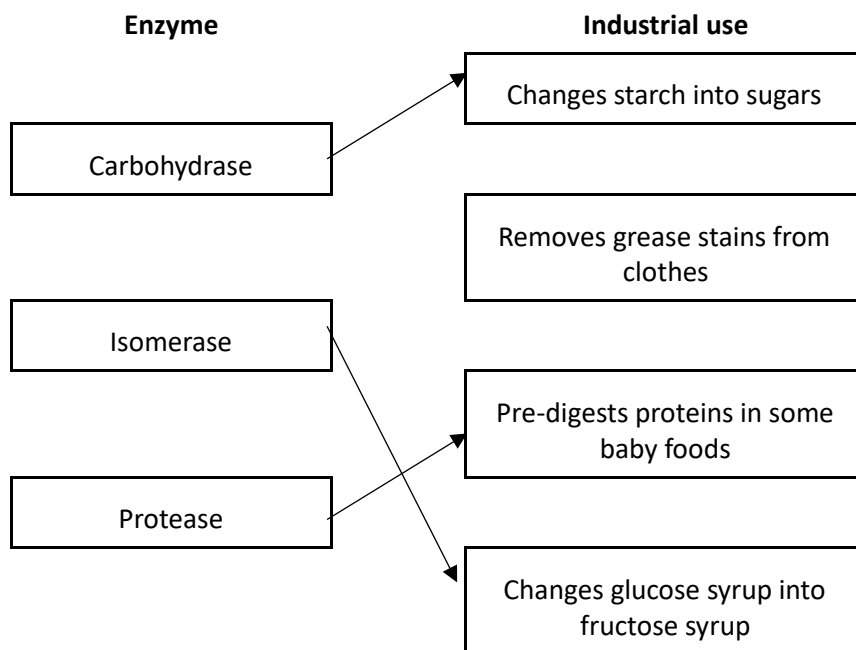 Enzyme
Industrial use
Changes starch into sugars
Carbohydrase
Removes grease stains from
clothes
Isomerase
Pre-digests proteins in some
baby foods
Protease
Changes glucose syrup into
fructose syrup